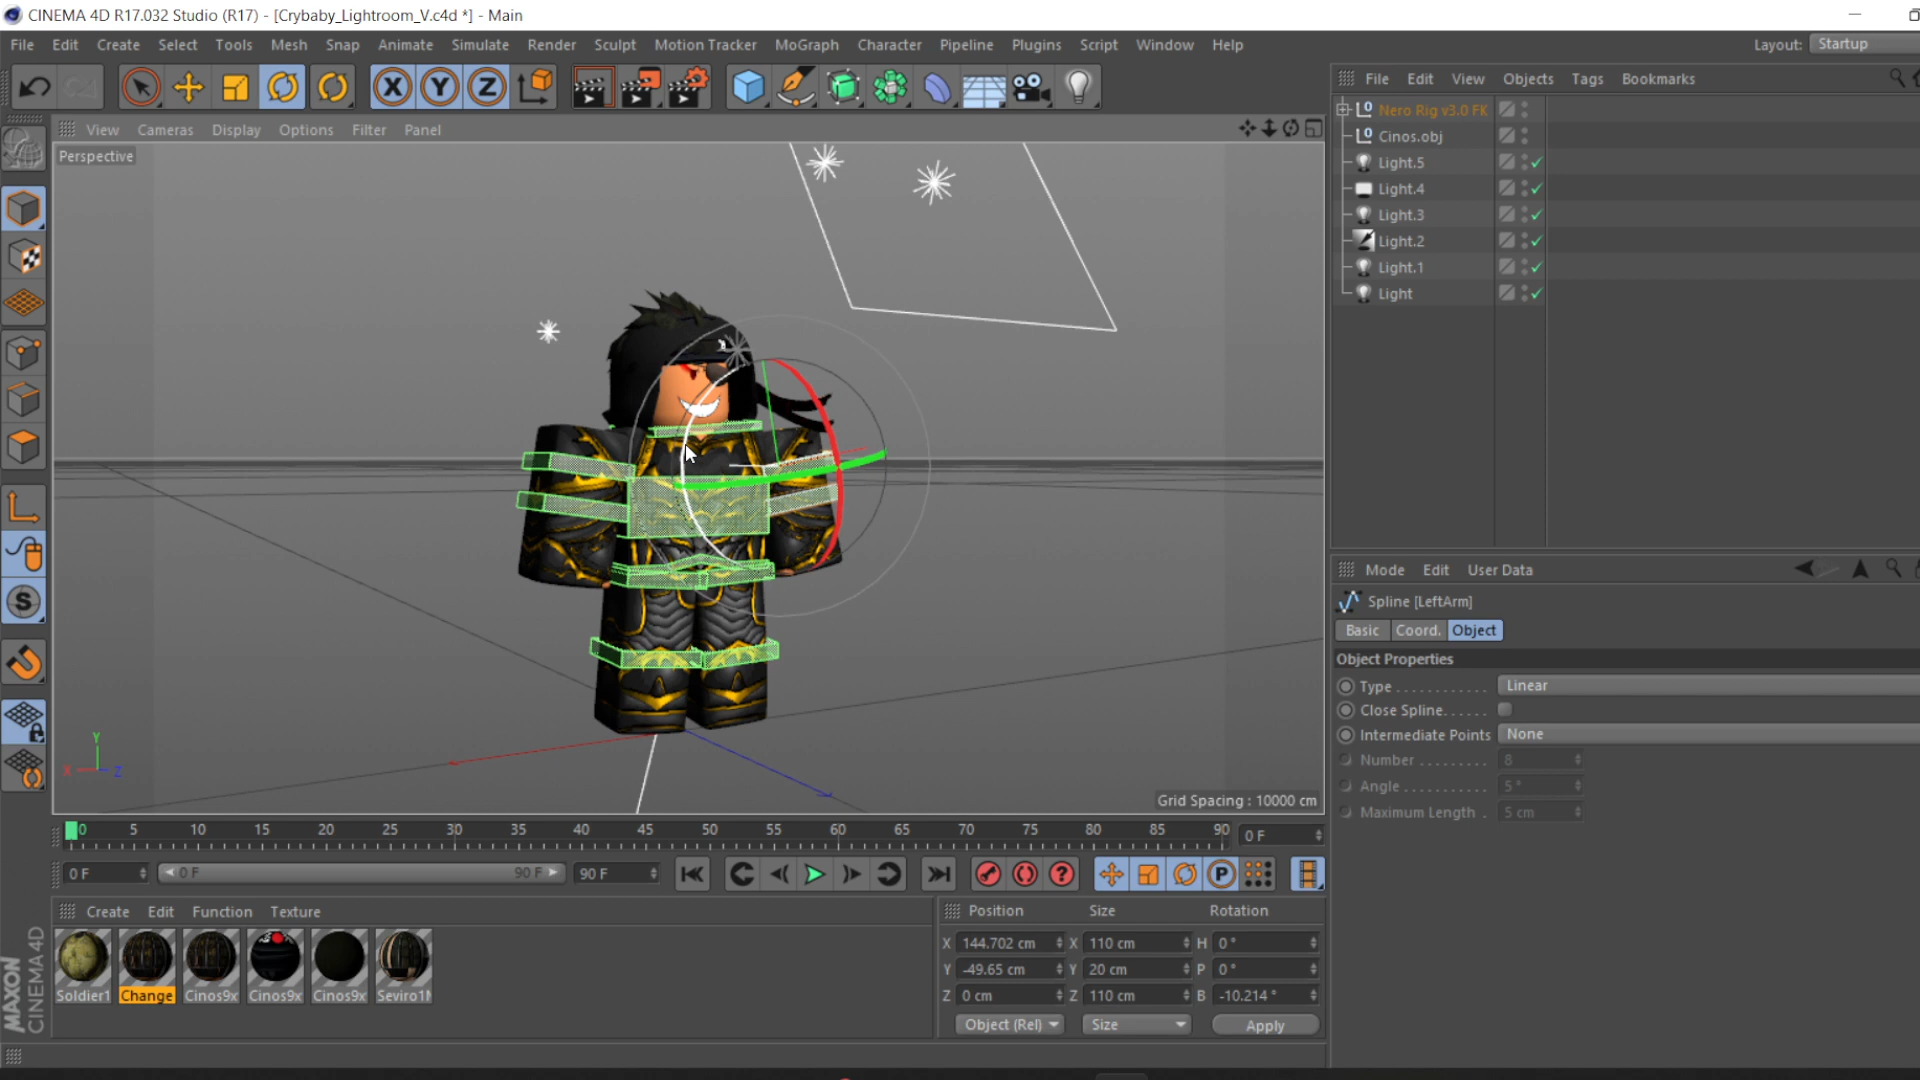 CINEMA 4D R17.032 Studio (R17) - [Crybaby_Lightroom_V.c4d *] - Main
File Edit Create Select Tools Mesh Snap Animate Simulate Render Sculpt Motion Tracker MoGraph Character Pipeline Plugins Script Window Help
Layout: Startup
File Edit View Objects Tags Bookmarks
Nero Rig v3.0 FK
Cinos.obj
Light.5
Light.4
Light.3
Light.2
Light.1
Light
View Cameras Display Options Filter Panel
Perspective
Y
X Z
Grid Spacing : 10000 cm
Mode Edit User Data
Spline [LeftArm]
Basic Coord. Object
Object Properties
Type . . . . . . . . . . . . Linear
Close Spline. . . . . .
Intermediate Points None
Number . . . . . . . . . 8
Angle . . . . . . . . . . . 5 °
Maximum Length . 5 cm
0 5 10 15 20 25 30 35 40 45 50 55 60 65 70 75 80 85 90 0 F
0 F 0 F 90 F 90 F
Create Edit Function Texture
Soldier1 Change Cinos9x Cinos9x Cinos9x Seviro1
Position Size Rotation
X 144.702 cm X 110 cm H 0 °
Y -49.65 cm Y 20 cm P 0 °
Z 0 cm Z 110 cm B -10.214 °
Object (Rel) Size Apply
MAXON
CINEMA 4D